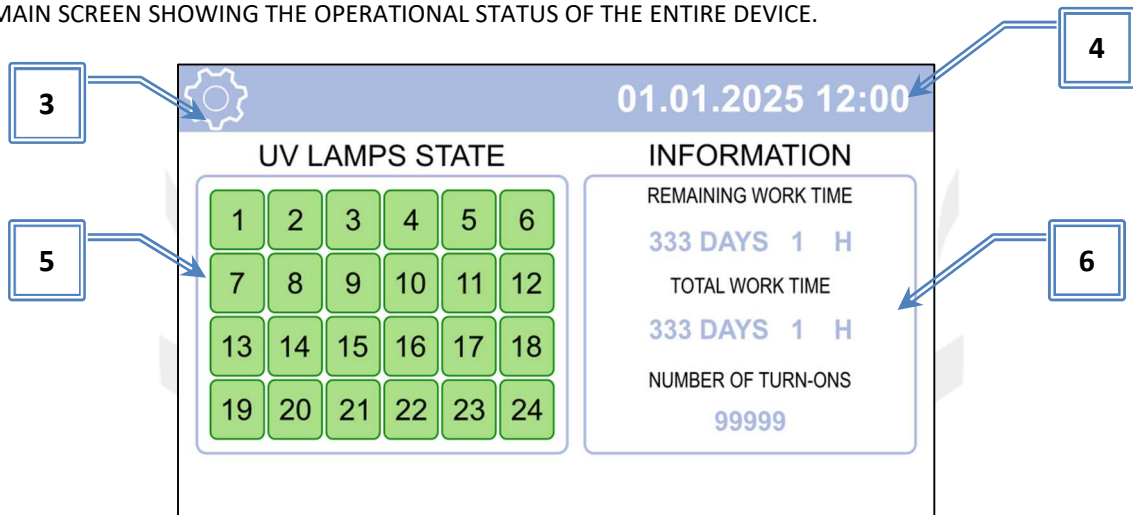 MAIN SCREEN SHOWING THE OPERATIONAL STATUS OF THE ENTIRE DEVICE.
4
3
01.01.2025 12:00
UV LAMPS STATE
INFORMATION
1 2 3 4 5 6
7 8 9 10 11 12
13 14 15 16 17 18
19 20 21 22 23 24
REMAINING WORK TIME
333 DAYS 1 H
TOTAL WORK TIME
333 DAYS 1 H
NUMBER OF TURN-ONS
99999
5
6